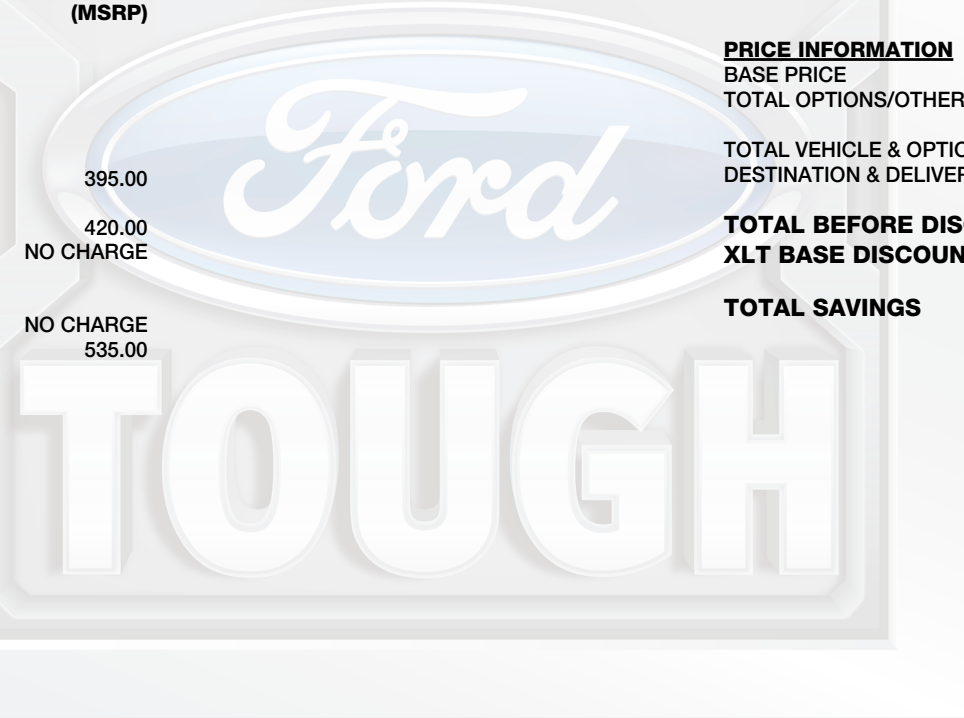 (MSRP)
395.00
420.00
NO CHARGE
NO CHARGE
535.00
PRICE INFORMATION
BASE PRICE
TOTAL OPTIONS/OTHER
TOTAL VEHICLE & OPTIO
DESTINATION & DELIVER
TOTAL BEFORE DIS
XLT BASE DISCOUN
TOTAL SAVINGS
Ford
TOUGH